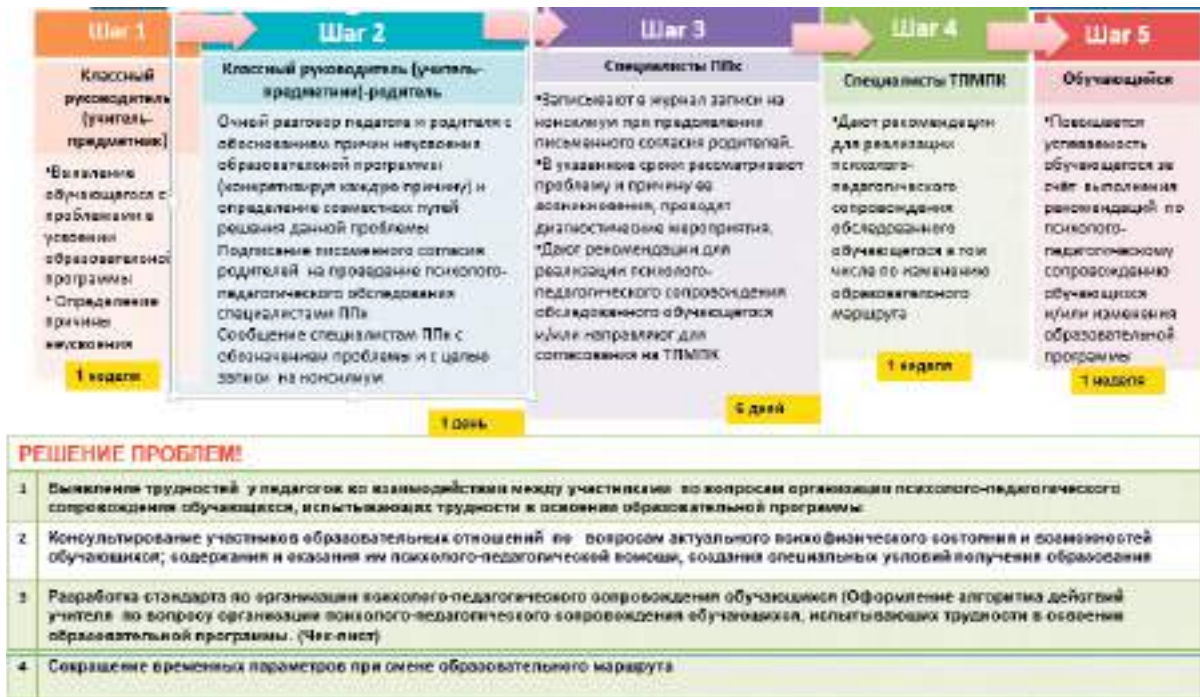 Шаг 1
Классный
руководитель
(учитель-
предметник)
•Выявление
обучающегося с
проблемами в
усвоении
образовательной
программы
• Определение
причины
неусвоения
1 неделя
Шаг 2
Классный руководитель (учитель-
предметник)-родитель
Очной разговор педагога и родителя с
обоснованием причин неусвоения
образовательной программы
(конкретизируя каждую причину) и
определение совместных путей
решения данной проблемы
Подписание письменного согласия
родителей на проведение психолого-
педагогического обследования
специалистами ППк
Сообщение специалистам ППк с
обозначением проблемы и с целью
записи на консилиум
1 день
Шаг 3
Специалисты ППк
•Записывают в журнал записи на
консилиум при предоставлении
письменного согласия родителей.
•В указанные сроки рассматривают
проблему и причину ее
возникновения, проводят
диагностические мероприятия.
•Дают рекомендации для
реализации психолого-
педагогического сопровождения
обследованного обучающегося
и/или направляют для
согласования на ТПМПК
6 дней
Шаг 4
Специалисты ТПМПК
•Дают рекомендации
для реализации
психолого-
педагогического
сопровождения
обследованного
обучающегося в том
числе по изменению
образовательного
маршрута
1 неделя
Шаг 5
Обучающийся
•Повышается
успеваемость
обучающегося за
счёт выполнения
рекомендаций по
психолого-
педагогическому
сопровождению
обучающихся
и/или изменения
образовательной
программы
1 неделя
РЕШЕНИЕ ПРОБЛЕМ!
1 Выявление трудностей у педагогов во взаимодействии между участниками по вопросам организации психолого-педагогического
сопровождения обучающихся, испытывающих трудности в освоении образовательной программы
2 Консультирование участников образовательных отношений по вопросам актуального психофизического состояния и возможностей
обучающихся; содержания и оказания им психолого-педагогической помощи, создания специальных условий получения образования
3 Разработка стандарта по организации психолого-педагогического сопровождения обучающихся (Оформление алгоритма действий
учителя по вопросу организации психолого-педагогического сопровождения обучающихся, испытывающих трудности в освоении
образовательной программы. (Чек-лист)
4 Сокращение временных параметров при смене образовательного маршрута